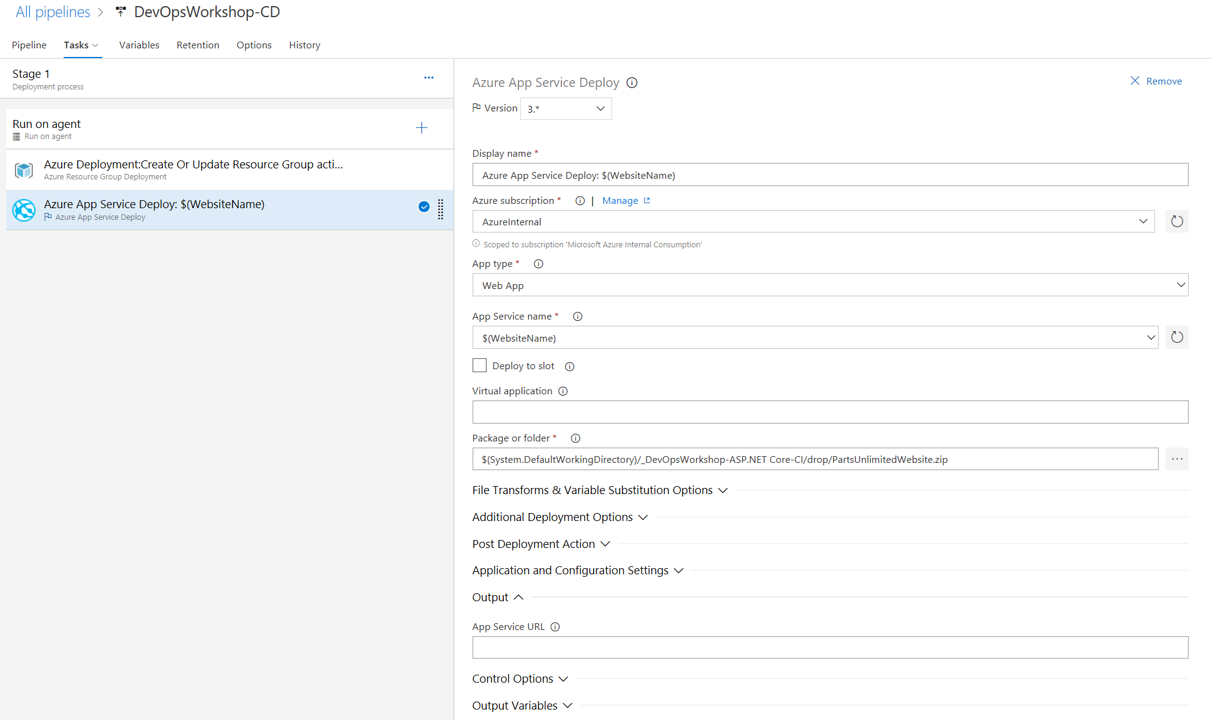 All pipelines > DevOpsWorkshop-CD
Pipeline Tasks Variables Retention Options History
Stage 1 ...
Deployment process
Run on agent +
Run on agent
Azure Deployment:Create Or Update Resource Group acti...
Azure Resource Group Deployment
Azure App Service Deploy: $(WebsiteName)
Azure App Service Deploy
Azure App Service Deploy Remove
Version 3.*
Display name *
Azure App Service Deploy: $(WebsiteName)
Azure subscription * | Manage
AzureInternal
Scoped to subscription 'Microsoft Azure Internal Consumption'
App type *
Web App
App Service name *
$(WebsiteName)
Deploy to slot
Virtual application
Package or folder *
$(System.DefaultWorkingDirectory)/_DevOpsWorkshop-ASP.NET Core-CI/drop/PartsUnlimitedWebsite.zip ...
File Transforms & Variable Substitution Options
Additional Deployment Options
Post Deployment Action
Application and Configuration Settings
Output
App Service URL
Control Options
Output Variables